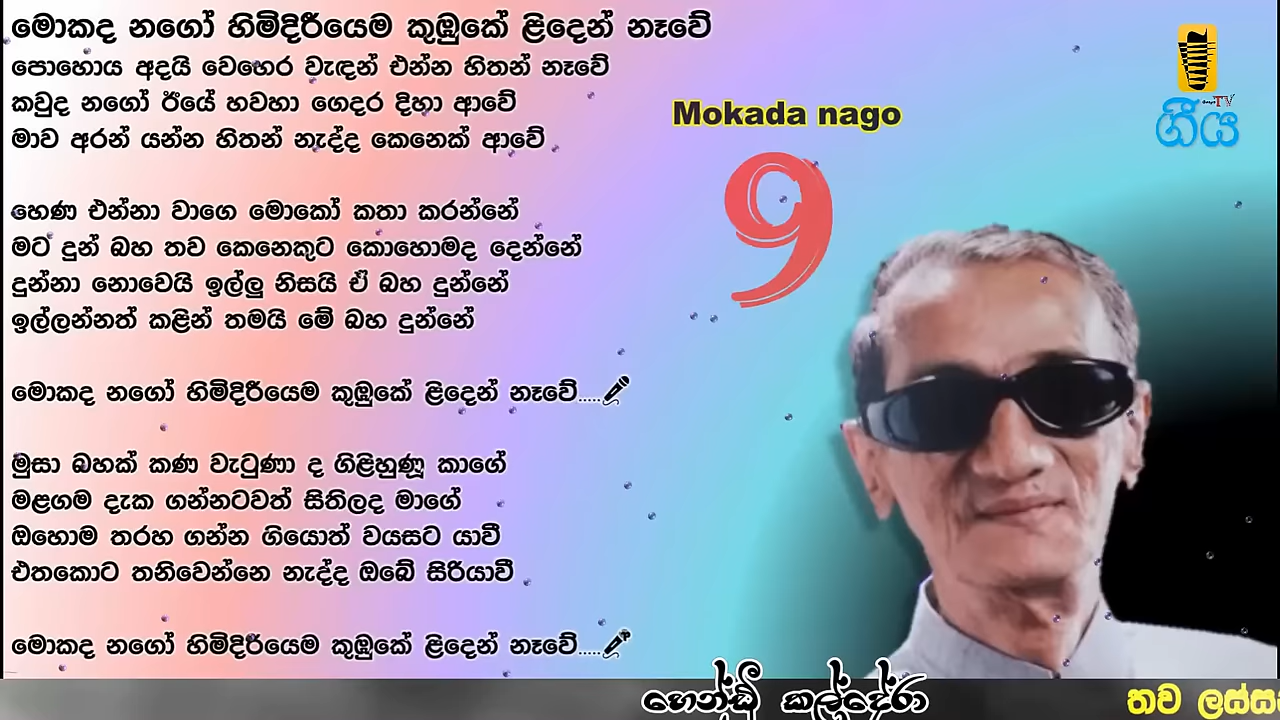 මොකද නගෝ හිමිදිරියෙම කුඹුකේ ළිදෙන් නෑවේ
පොහොය අදයි වෙහෙර වැඳන් එන්න හිතන් නෑවේ
කවුද නගෝ ඊයේ හවහා ගෙදර දිහා ආවේ
මාව අරන් යන්න හිතන් නැද්ද කෙනෙක් ආවේ
හෙණ එන්නා වාගෙ මොකෝ කතා කරන්නේ
මට දුන් බහ තව කෙනෙකුට කොහොමද දෙන්නේ
දුන්නා නොවෙයි ඉල්ලු නිසයි ඒ බහ දුන්නේ
ඉල්ලන්නත් කළින් තමයි මේ බහ දුන්නේ
මොකද නගෝ හිමිදිරියෙම කුඹුකේ ළිදෙන් නෑවේ.....
මුසා බහක් කණ වැටුණා ද ගිළිහුණූ කාගේ
මළගම දැක ගන්නටවත් සිතිලද මාගේ
ඔහොම තරහ ගන්න ගියොත් වයසට යාවී
එතකොට තනිවෙන්නෙ නැද්ද ඔබේ සිරියාවී
මොකද නගෝ හිමිදිරියෙම කුඹුකේ ළිදෙන් නෑවේ.....
Mokada nago
9
TV
ගීය
හෙන්ඩ්‍රි කල්දේරා
තව ලස්ස